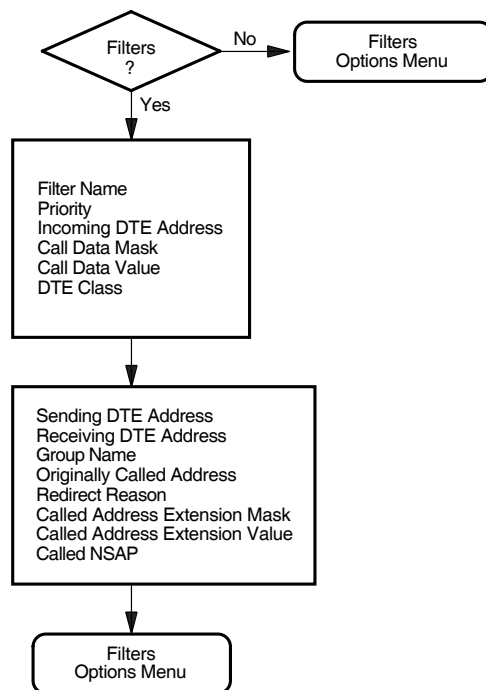 Filters
?
No
Filters
Options Menu
Yes
Filter Name
Priority
Incoming DTE Address
Call Data Mask
Call Data Value
DTE Class
Sending DTE Address
Receiving DTE Address
Group Name
Originally Called Address
Redirect Reason
Called Address Extension Mask
Called Address Extension Value
Called NSAP
Filters
Options Menu